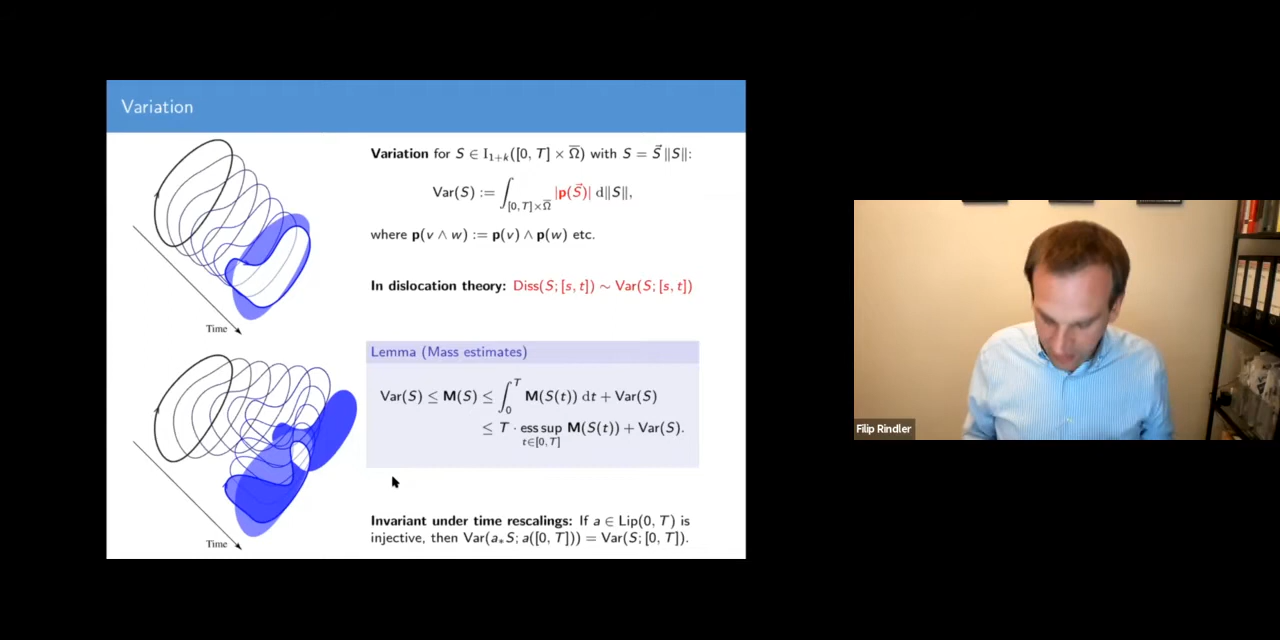 Variation
Variation for S ∈ I₁₊ₖ([0, T] × Ω̅) with S = S⃗ ‖S‖:
Var(S) := ∫_{[0,T]×Ω̅} |p(S⃗)| d‖S‖,
where p(v ∧ w) := p(v) ∧ p(w) etc.
In dislocation theory: Diss(S; [s, t]) ∼ Var(S; [s, t])
Time
Lemma (Mass estimates)
Var(S) ≤ M(S) ≤ ∫₀ᵀ M(S(t)) dt + Var(S)
≤ T · ess sup_{t∈[0,T]} M(S(t)) + Var(S).
Invariant under time rescalings: If a ∈ Lip(0, T) is
injective, then Var(a∗S; a([0, T])) = Var(S; [0, T]).
Time
Filip Rindler